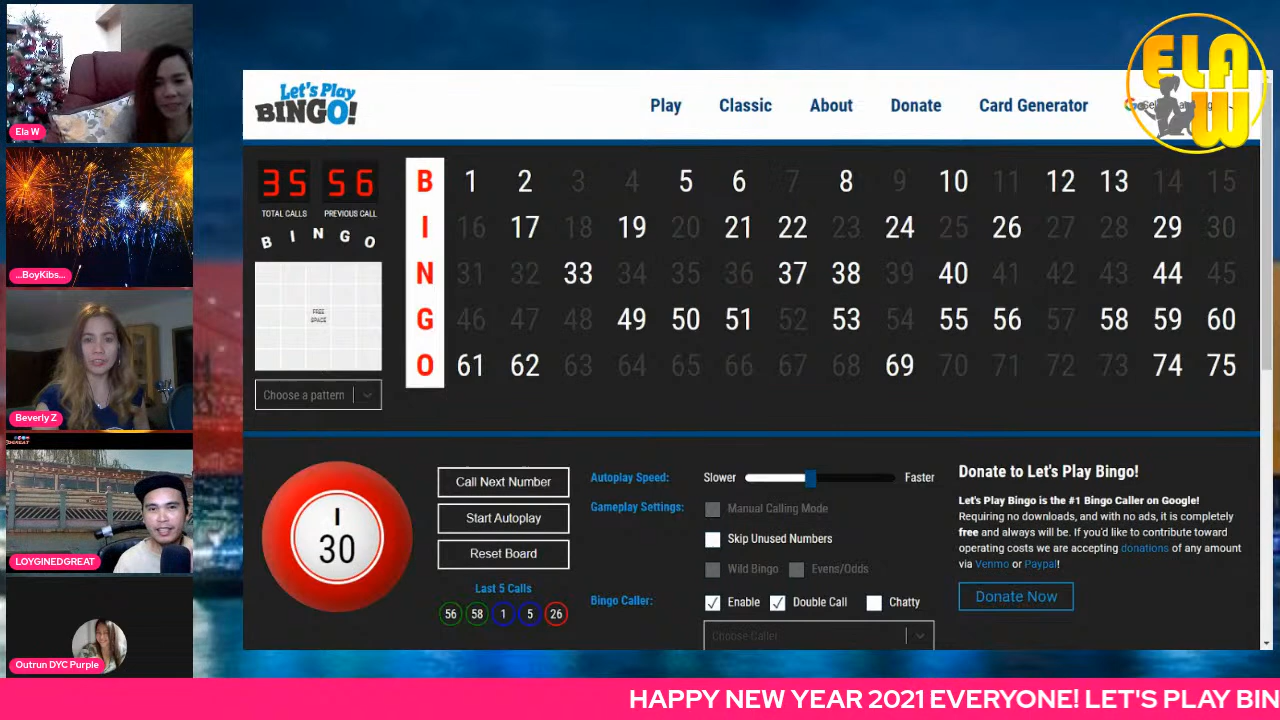 Ela W
...BoyKibs...
Beverly Z
LOYGINEDGREAT
Outrun DYC Purple
ELA
W
Let's Play
BINGO!
Play Classic About Donate Card Generator
35 56
TOTAL CALLS PREVIOUS CALL
B I N G O
FREE
SPACE
Choose a pattern
B 1 2 3 4 5 6 7 8 9 10 11 12 13 14 15
I 16 17 18 19 20 21 22 23 24 25 26 27 28 29 30
N 31 32 33 34 35 36 37 38 39 40 41 42 43 44 45
G 46 47 48 49 50 51 52 53 54 55 56 57 58 59 60
O 61 62 63 64 65 66 67 68 69 70 71 72 73 74 75
I
30
Call Next Number
Start Autoplay
Reset Board
Last 5 Calls
56 58 1 5 26
Autoplay Speed: Slower Faster
Gameplay Settings: Manual Calling Mode
Skip Unused Numbers
Wild Bingo Evens/Odds
Bingo Caller: Enable Double Call Chatty
Choose Caller
Donate to Let's Play Bingo!
Let's Play Bingo is the #1 Bingo Caller on Google!
Requiring no downloads, and with no ads, it is completely
free and always will be. If you'd like to contribute toward
operating costs we are accepting donations of any amount
via Venmo or Paypal!
Donate Now
HAPPY NEW YEAR 2021 EVERYONE! LET'S PLAY BIN